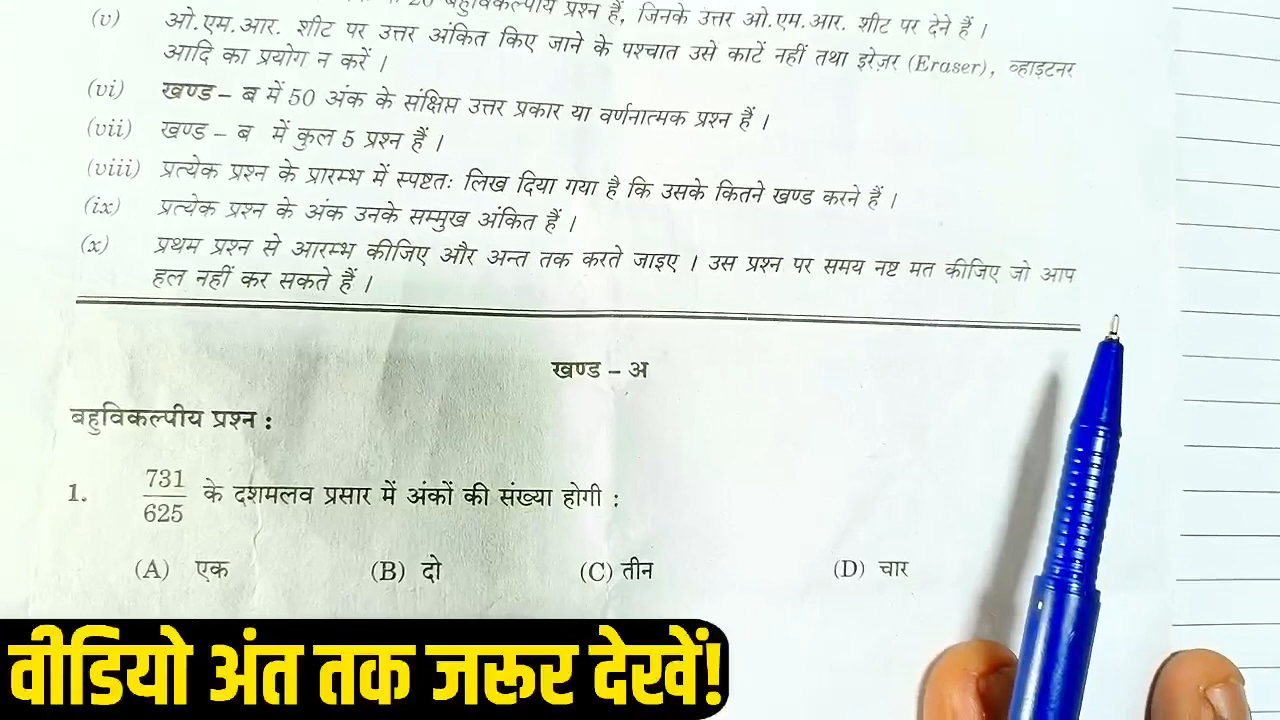 20 बहुविकल्पीय प्रश्न हैं, जिनके उत्तर ओ.एम.आर. शीट पर देने हैं ।
(v) ओ.एम.आर. शीट पर उत्तर अंकित किए जाने के पश्चात उसे काटें नहीं तथा इरेज़र (Eraser), व्हाइटनर
आदि का प्रयोग न करें ।
(vi) खण्ड – ब में 50 अंक के संक्षिप्त उत्तर प्रकार या वर्णनात्मक प्रश्न हैं ।
(vii) खण्ड – ब में कुल 5 प्रश्न हैं ।
(viii) प्रत्येक प्रश्न के प्रारम्भ में स्पष्टतः लिख दिया गया है कि उसके कितने खण्ड करने हैं ।
(ix) प्रत्येक प्रश्न के अंक उनके सम्मुख अंकित हैं ।
(x) प्रथम प्रश्न से आरम्भ कीजिए और अन्त तक करते जाइए । उस प्रश्न पर समय नष्ट मत कीजिए जो आप
हल नहीं कर सकते हैं ।
खण्ड – अ
बहुविकल्पीय प्रश्न :
1. 731/625 के दशमलव प्रसार में अंकों की संख्या होगी :
(A) एक (B) दो (C) तीन (D) चार
वीडियो अंत तक जरूर देखें!